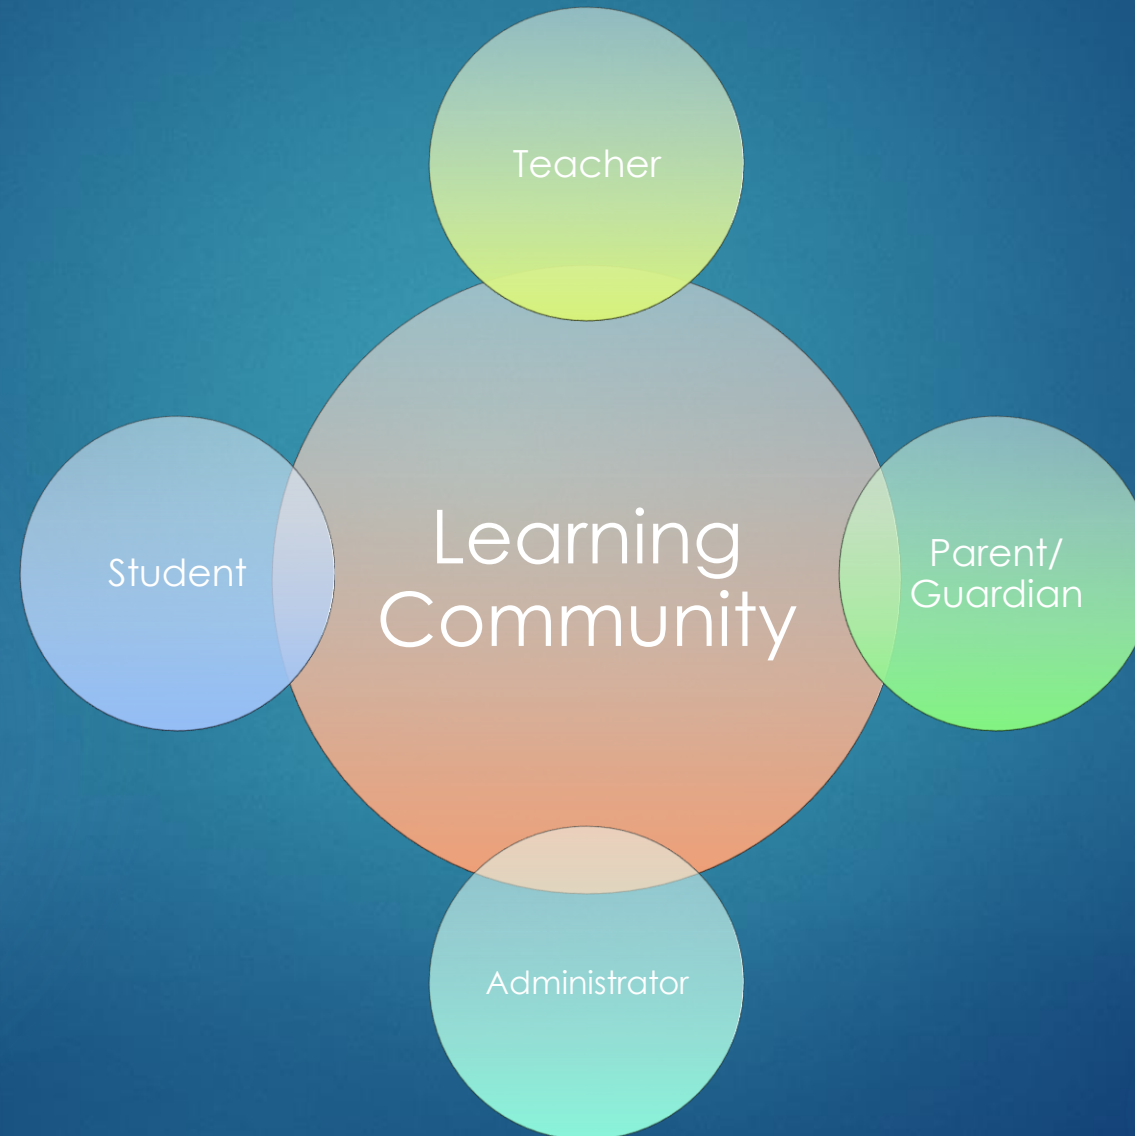 Teacher
Learning
Community
Student
Parent/
Guardian
Administrator